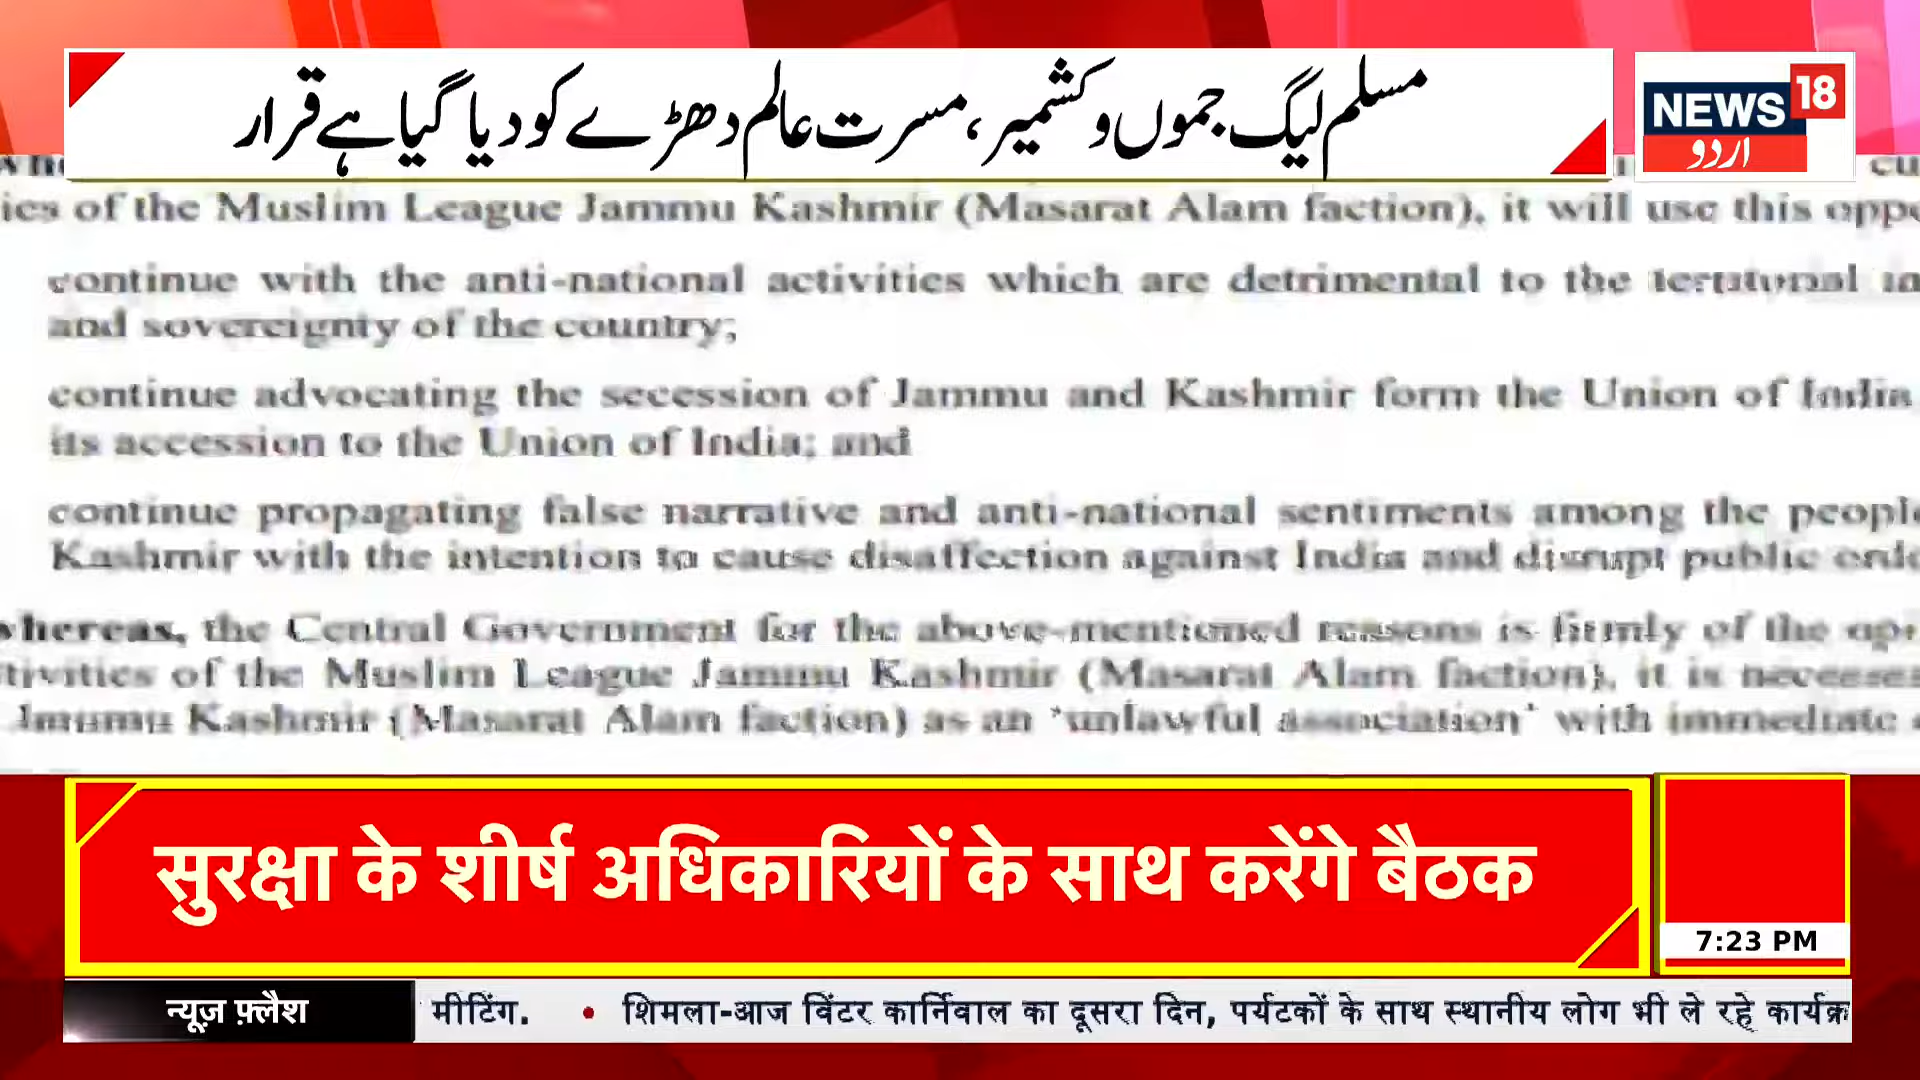 مسلم لیگ جموں و کشمیر، مسرت عالم دھڑے کو دیا گیا ہے قرار
NEWS 18
اردو
ies of the Muslim League Jammu Kashmir (Masarat Alam faction), it will use this
continue with the anti-national activities which are detrimental to the territorial
and sovereignty of the country;
continue advocating the secession of Jammu and Kashmir form the Union of India
its accession to the Union of India; and
continue propagating false narrative and anti-national sentiments among the
Kashmir with the intention to cause disaffection against India and disrupt public
whereas, the Central Government for the above-mentioned reasons is firmly of the
tivities of the Muslim League Jammu Kashmir (Masarat Alam faction), it is
Jammu Kashmir (Masarat Alam faction) as an 'unlawful association' with immediate
सुरक्षा के शीर्ष अधिकारियों के साथ करेंगे बैठक
7:23 PM
न्यूज़ फ़्लैश
मीटिंग. • शिमला-आज विंटर कार्निवाल का दूसरा दिन, पर्यटकों के साथ स्थानीय लोग भी ले रहे कार्यक्र